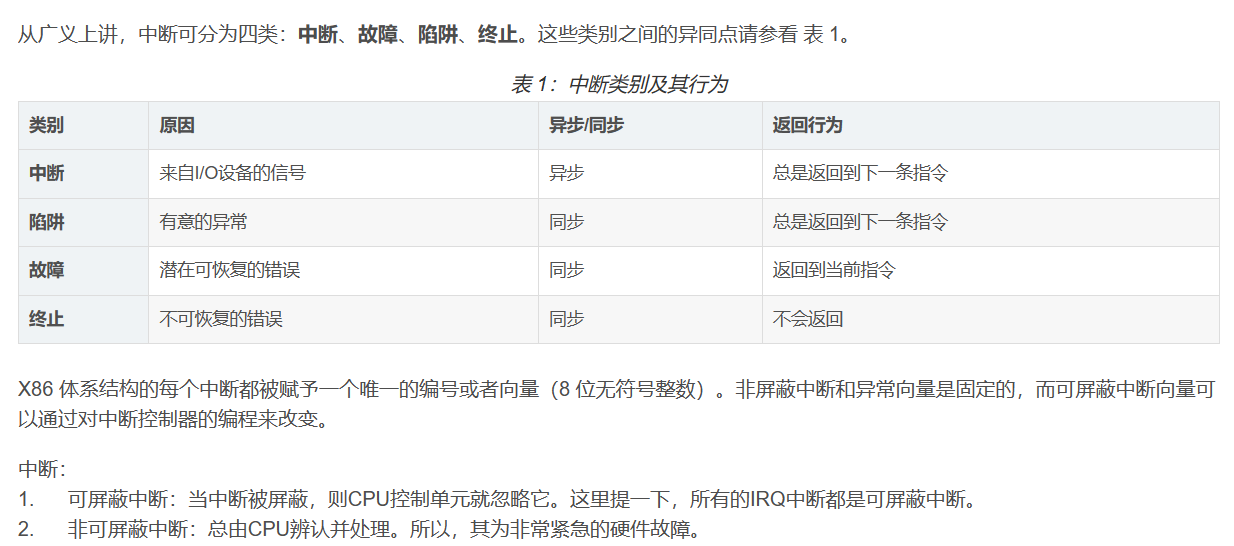 从广义上讲，中断可分为四类：中断、故障、陷阱、终止。这些类别之间的异同点请参看 表 1。
表 1：中断类别及其行为
类别 原因 异步/同步 返回行为
中断 来自I/O设备的信号 异步 总是返回到下一条指令
陷阱 有意的异常 同步 总是返回到下一条指令
故障 潜在可恢复的错误 同步 返回到当前指令
终止 不可恢复的错误 同步 不会返回
X86 体系结构的每个中断都被赋予一个唯一的编号或者向量（8 位无符号整数）。非屏蔽中断和异常向量是固定的，而可屏蔽中断向量可
以通过对中断控制器的编程来改变。
中断：
1. 可屏蔽中断：当中断被屏蔽，则CPU控制单元就忽略它。这里提一下，所有的IRQ中断都是可屏蔽中断。
2. 非可屏蔽中断：总由CPU辨认并处理。所以，其为非常紧急的硬件故障。